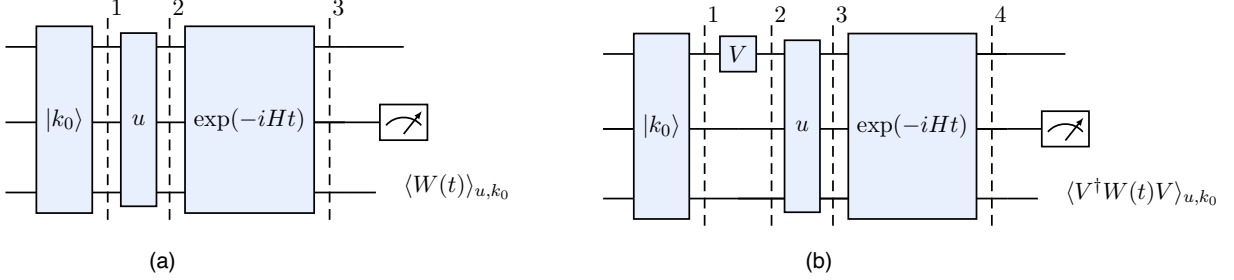 1 2 3
|k₀⟩ u exp(−iHt)
⟨W(t)⟩u,k₀
(a)
1 2 3 4
V
|k₀⟩ u exp(−iHt)
⟨V†W(t)V⟩u,k₀
(b)